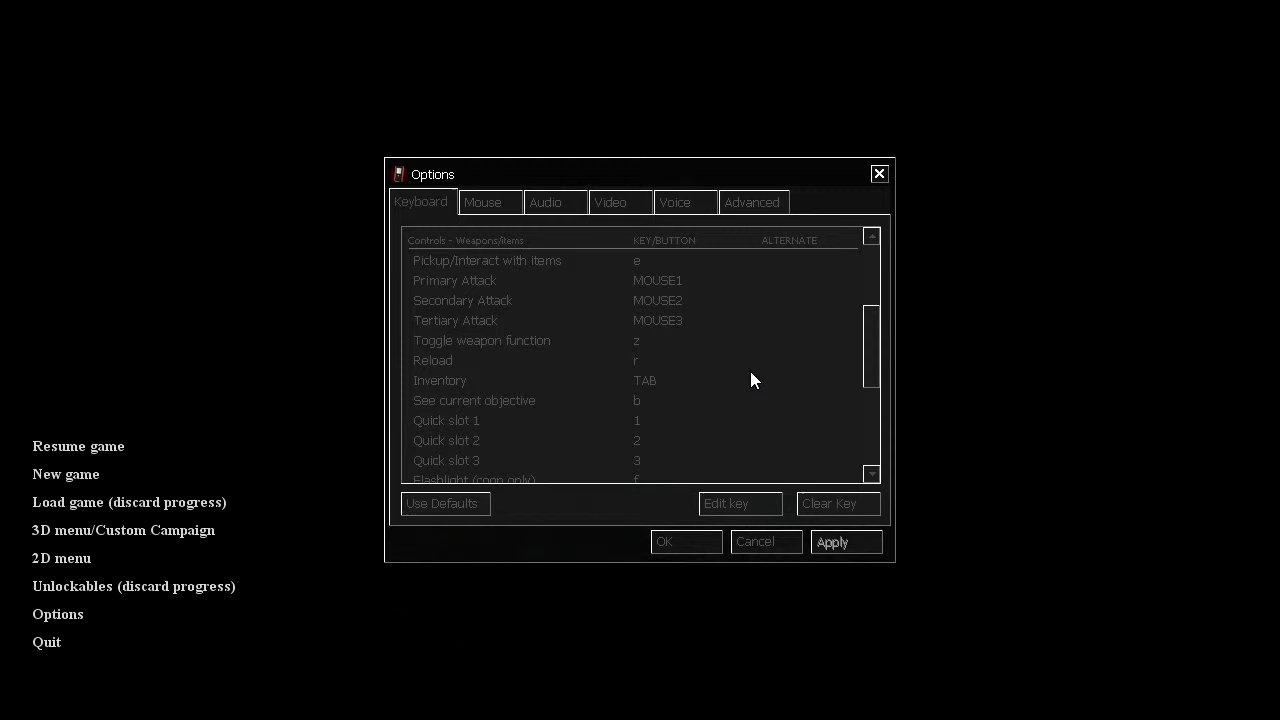 Options
Keyboard Mouse Audio Video Voice Advanced
Controls - Weapons/Items KEY/BUTTON ALTERNATE
Pickup/Interact with items e
Primary Attack MOUSE1
Secondary Attack MOUSE2
Tertiary Attack MOUSE3
Toggle weapon function z
Reload r
Inventory TAB
See current objective b
Quick slot 1 1
Quick slot 2 2
Quick slot 3 3
Flashlight (coop only) f
Use Defaults Edit key Clear Key
OK Cancel Apply
Resume game
New game
Load game (discard progress)
3D menu/Custom Campaign
2D menu
Unlockables (discard progress)
Options
Quit